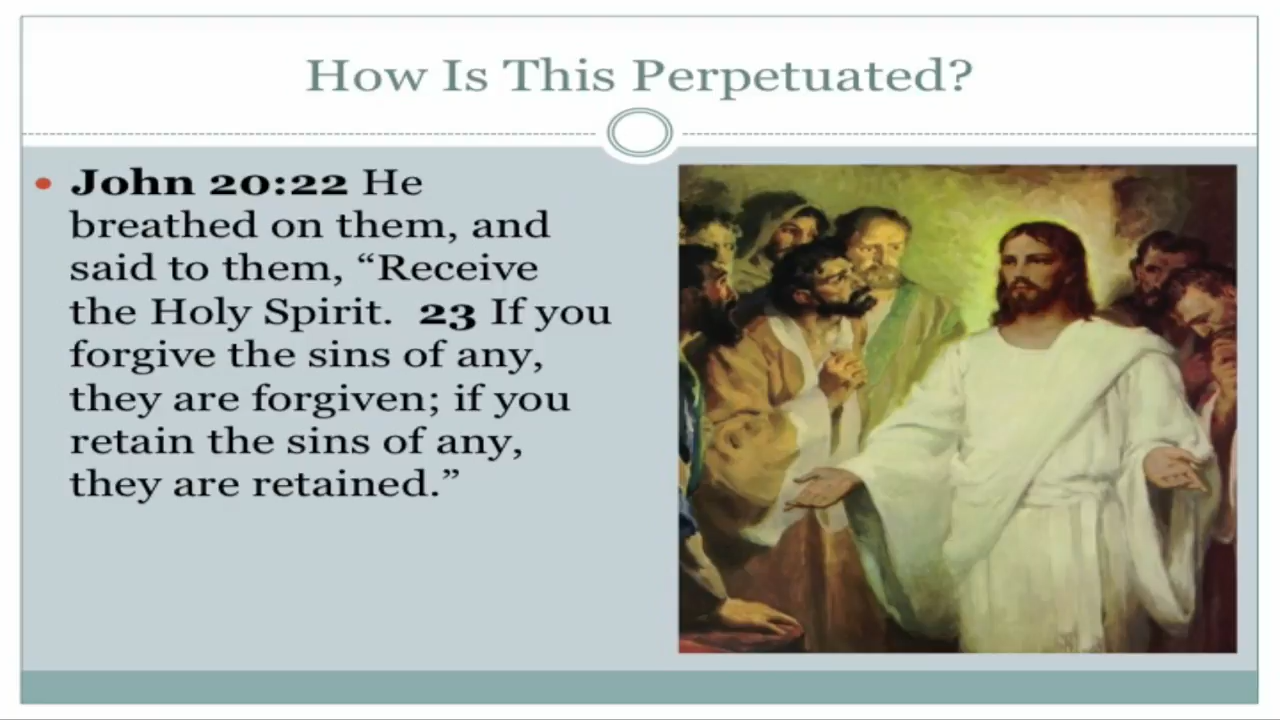 How Is This Perpetuated?
• John 20:22 He
breathed on them, and
said to them, “Receive
the Holy Spirit.  23 If you
forgive the sins of any,
they are forgiven; if you
retain the sins of any,
they are retained.”